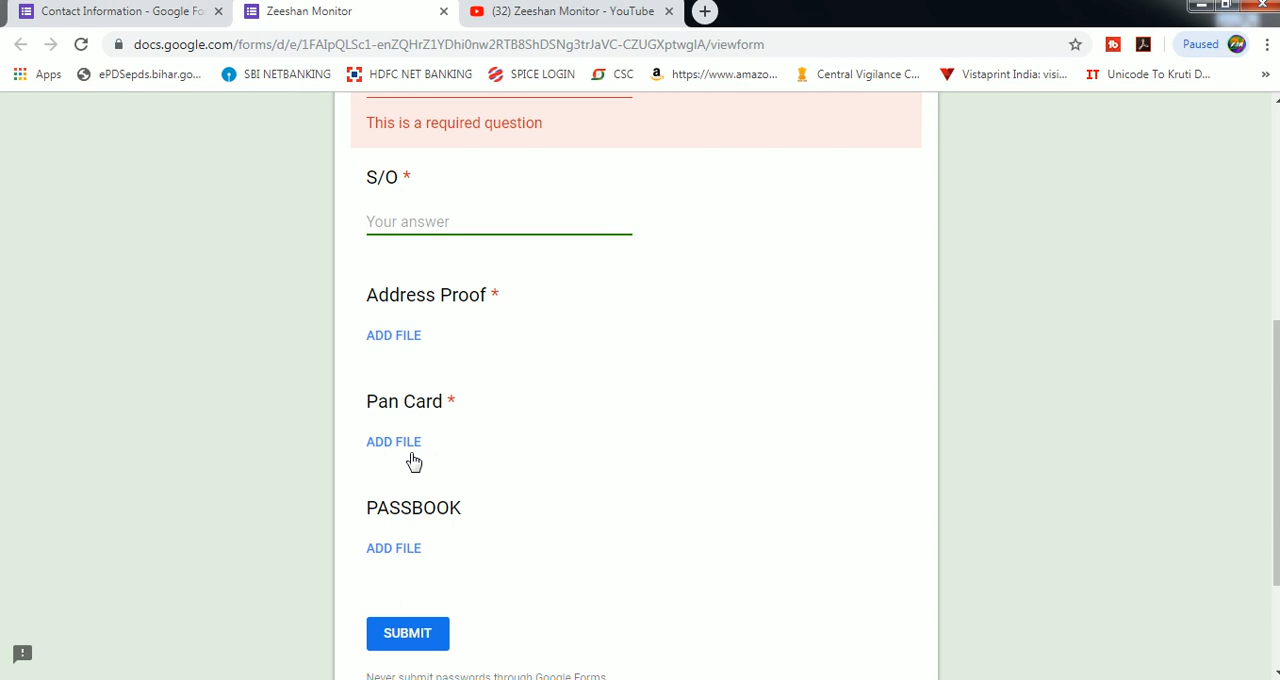 Contact Information - Google Fo
Zeeshan Monitor
(32) Zeeshan Monitor - YouTube
docs.google.com/forms/d/e/1FAIpQLSc1-enZQHrZ1YDhi0nw2RTB8ShDSNg3trJaVC-CZUGXptwgIA/viewform
Paused
Apps
ePDSepds.bihar.go...
SBI NETBANKING
HDFC NET BANKING
SPICE LOGIN
CSC
https://www.amazo...
Central Vigilance C...
Vistaprint India: visi...
IT Unicode To Kruti D...
This is a required question
S/O *
Your answer
Address Proof *
ADD FILE
Pan Card *
ADD FILE
PASSBOOK
ADD FILE
SUBMIT
Never submit passwords through Google Forms.